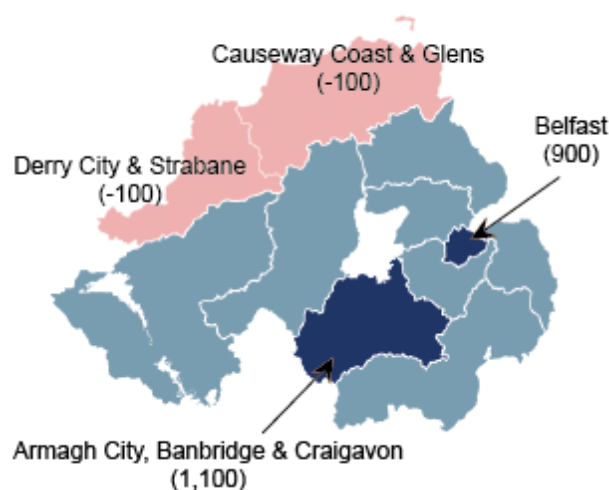 Causeway Coast & Glens
(-100)
Belfast
(900)
Derry City & Strabane
(-100)
Armagh City, Banbridge & Craigavon
(1,100)